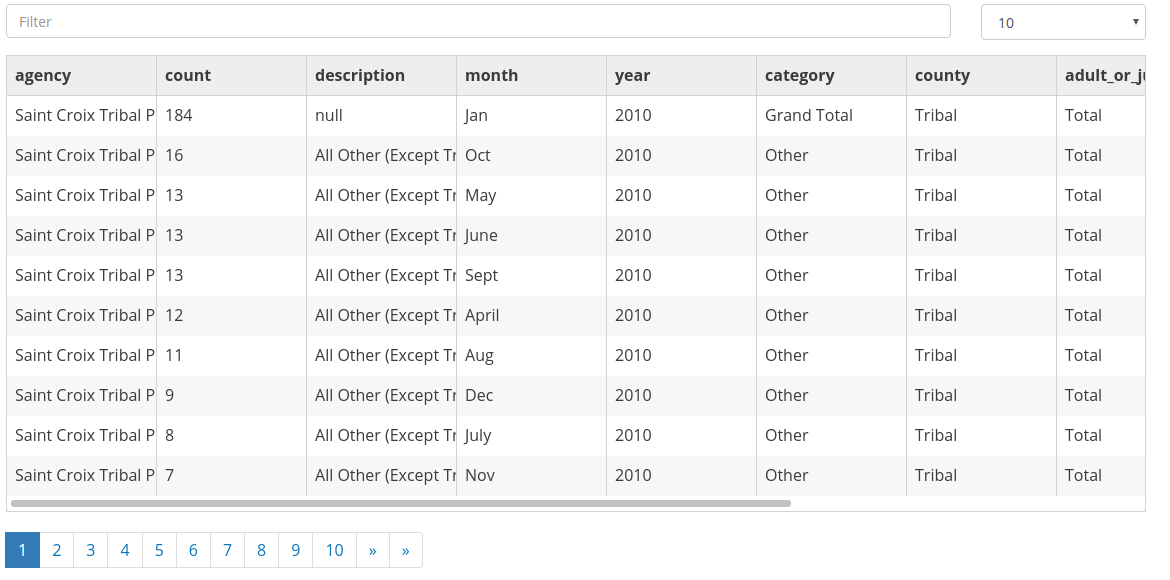 Filter 10
agency count description month year category county adult_or_ju
Saint Croix Tribal P 184 null Jan 2010 Grand Total Tribal Total
Saint Croix Tribal P 16 All Other (Except Tr Oct 2010 Other Tribal Total
Saint Croix Tribal P 13 All Other (Except Tr May 2010 Other Tribal Total
Saint Croix Tribal P 13 All Other (Except Tr June 2010 Other Tribal Total
Saint Croix Tribal P 13 All Other (Except Tr Sept 2010 Other Tribal Total
Saint Croix Tribal P 12 All Other (Except Tr April 2010 Other Tribal Total
Saint Croix Tribal P 11 All Other (Except Tr Aug 2010 Other Tribal Total
Saint Croix Tribal P 9 All Other (Except Tr Dec 2010 Other Tribal Total
Saint Croix Tribal P 8 All Other (Except Tr July 2010 Other Tribal Total
Saint Croix Tribal P 7 All Other (Except Tr Nov 2010 Other Tribal Total
1 2 3 4 5 6 7 8 9 10 » »